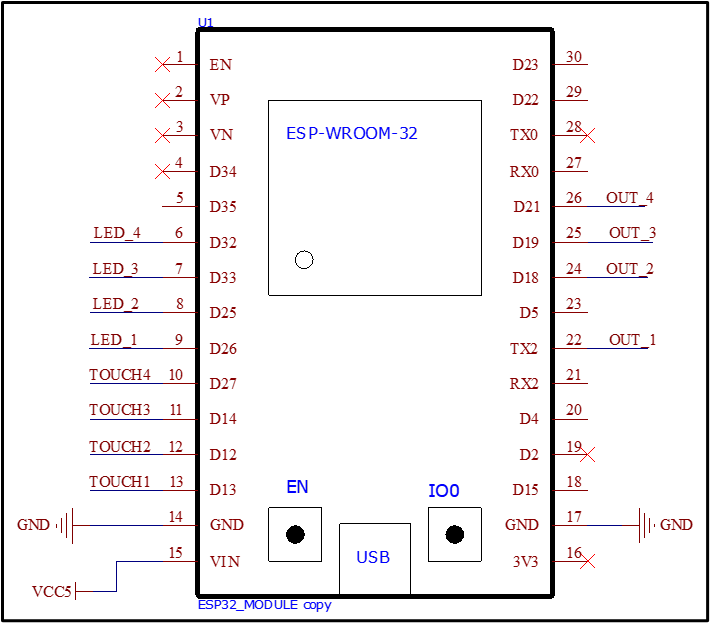 U1
1 EN D23 30
2 VP D22 29
ESP-WROOM-32
3 VN TX0 28
4 D34 RX0 27
5 D35 D21 26 OUT_4
LED_4 6 D32 D19 25 OUT_3
LED_3 7 D33 D18 24 OUT_2
LED_2 8 D25 D5 23
LED_1 9 D26 TX2 22 OUT_1
TOUCH4 10 D27 RX2 21
TOUCH3 11 D14 D4 20
TOUCH2 12 D12 D2 19
TOUCH1 13 D13 D15 18
EN IO0
GND 14 GND GND 17 GND
15 VIN USB 3V3 16
VCC5
ESP32_MODULE copy